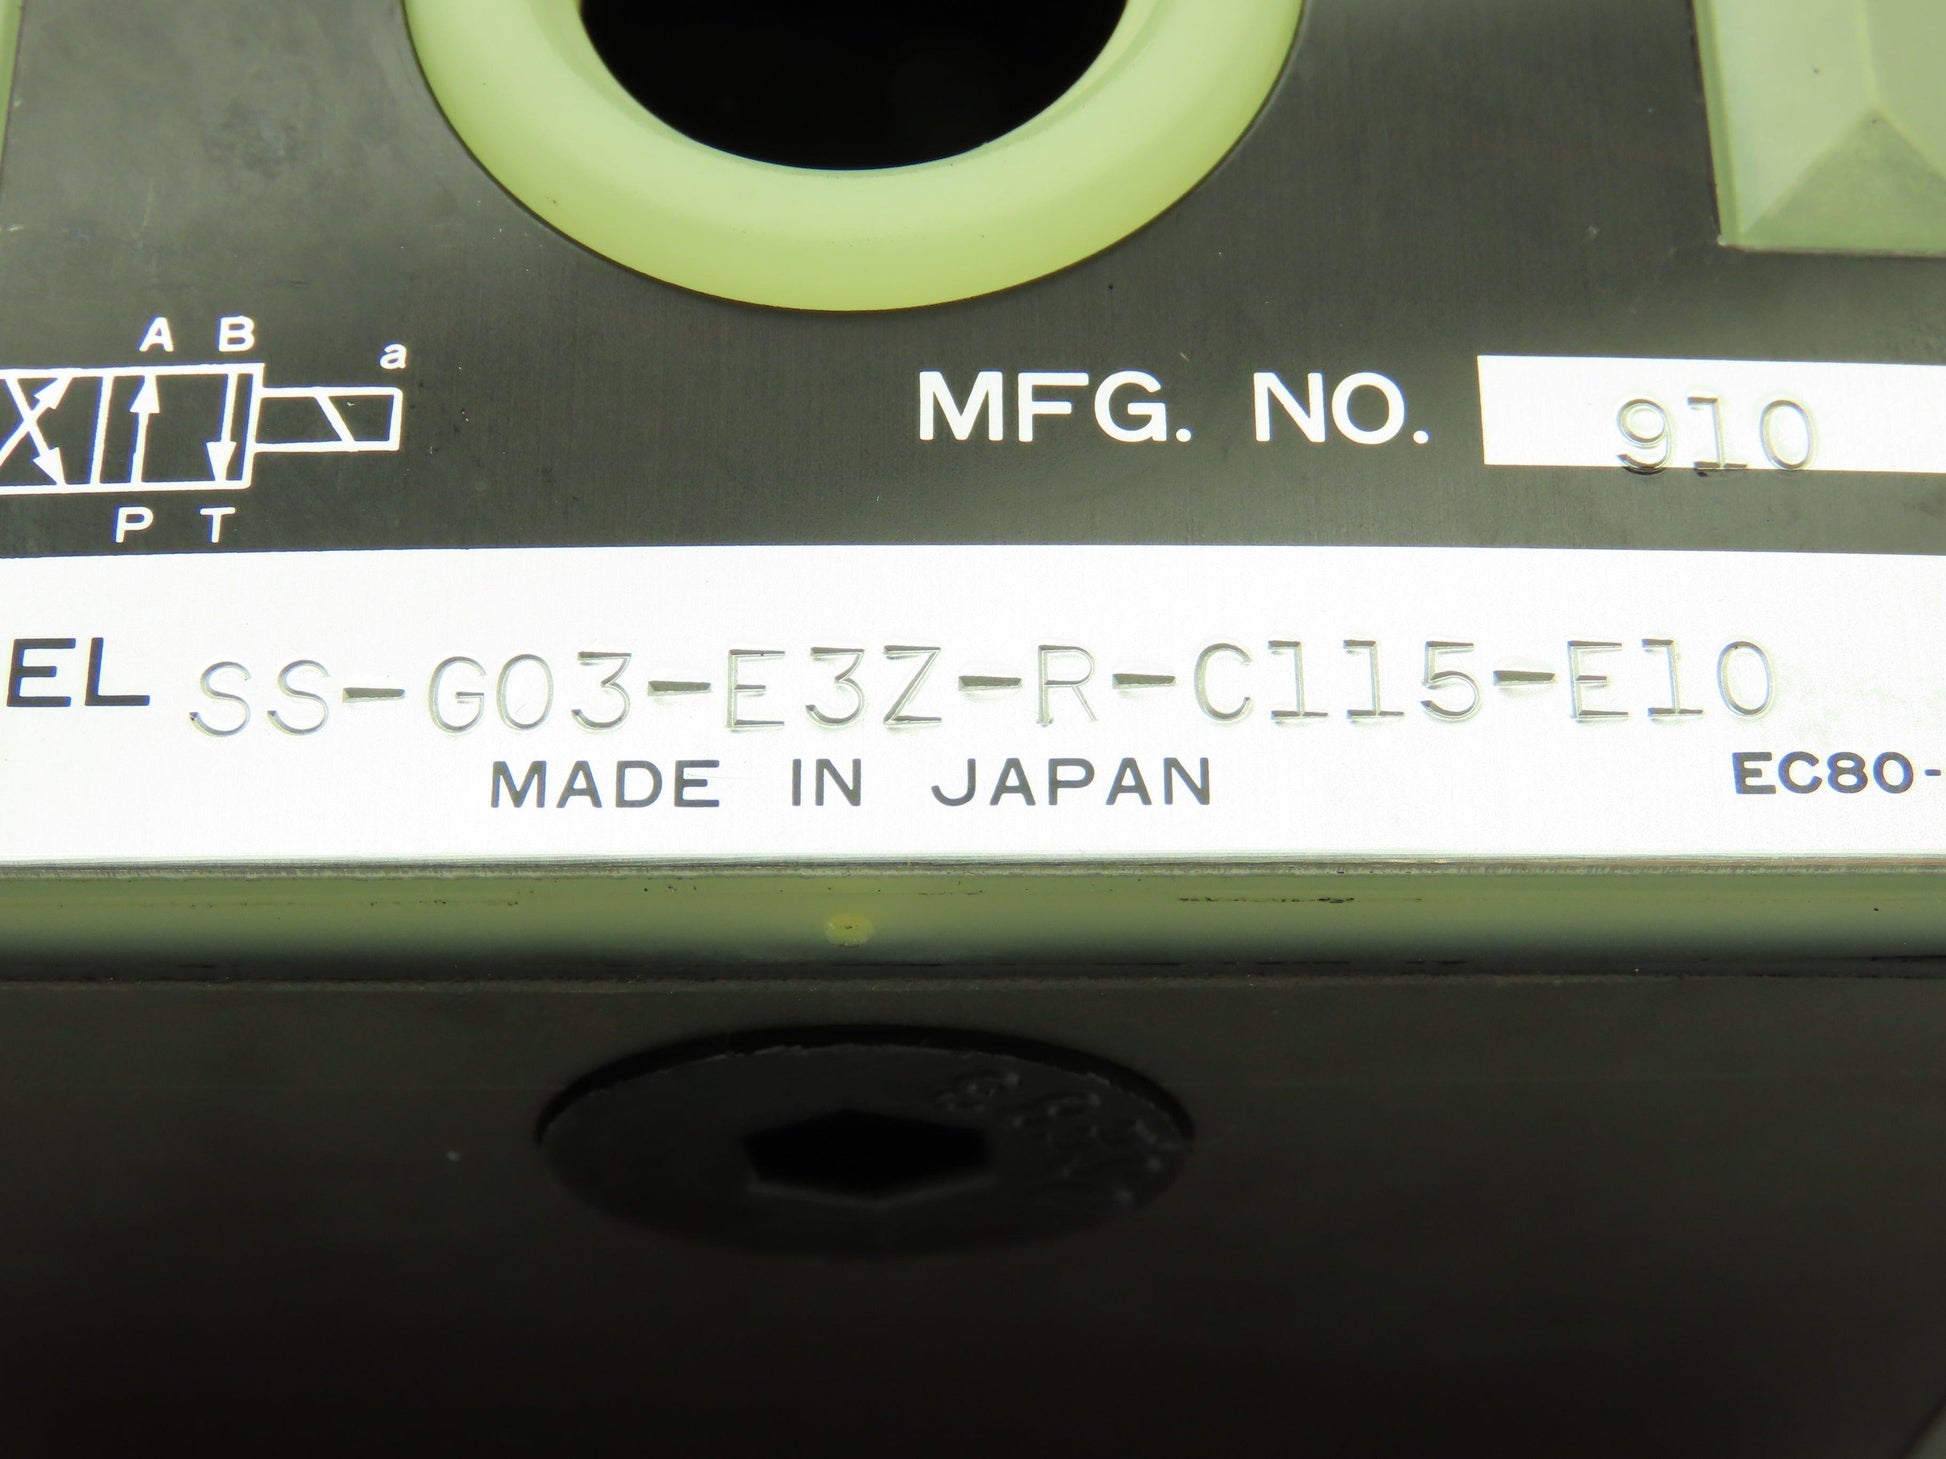 A B
a
P T
MFG. NO. 910
EL SS-G03-E3Z-R-C115-E10
MADE IN JAPAN
EC80-